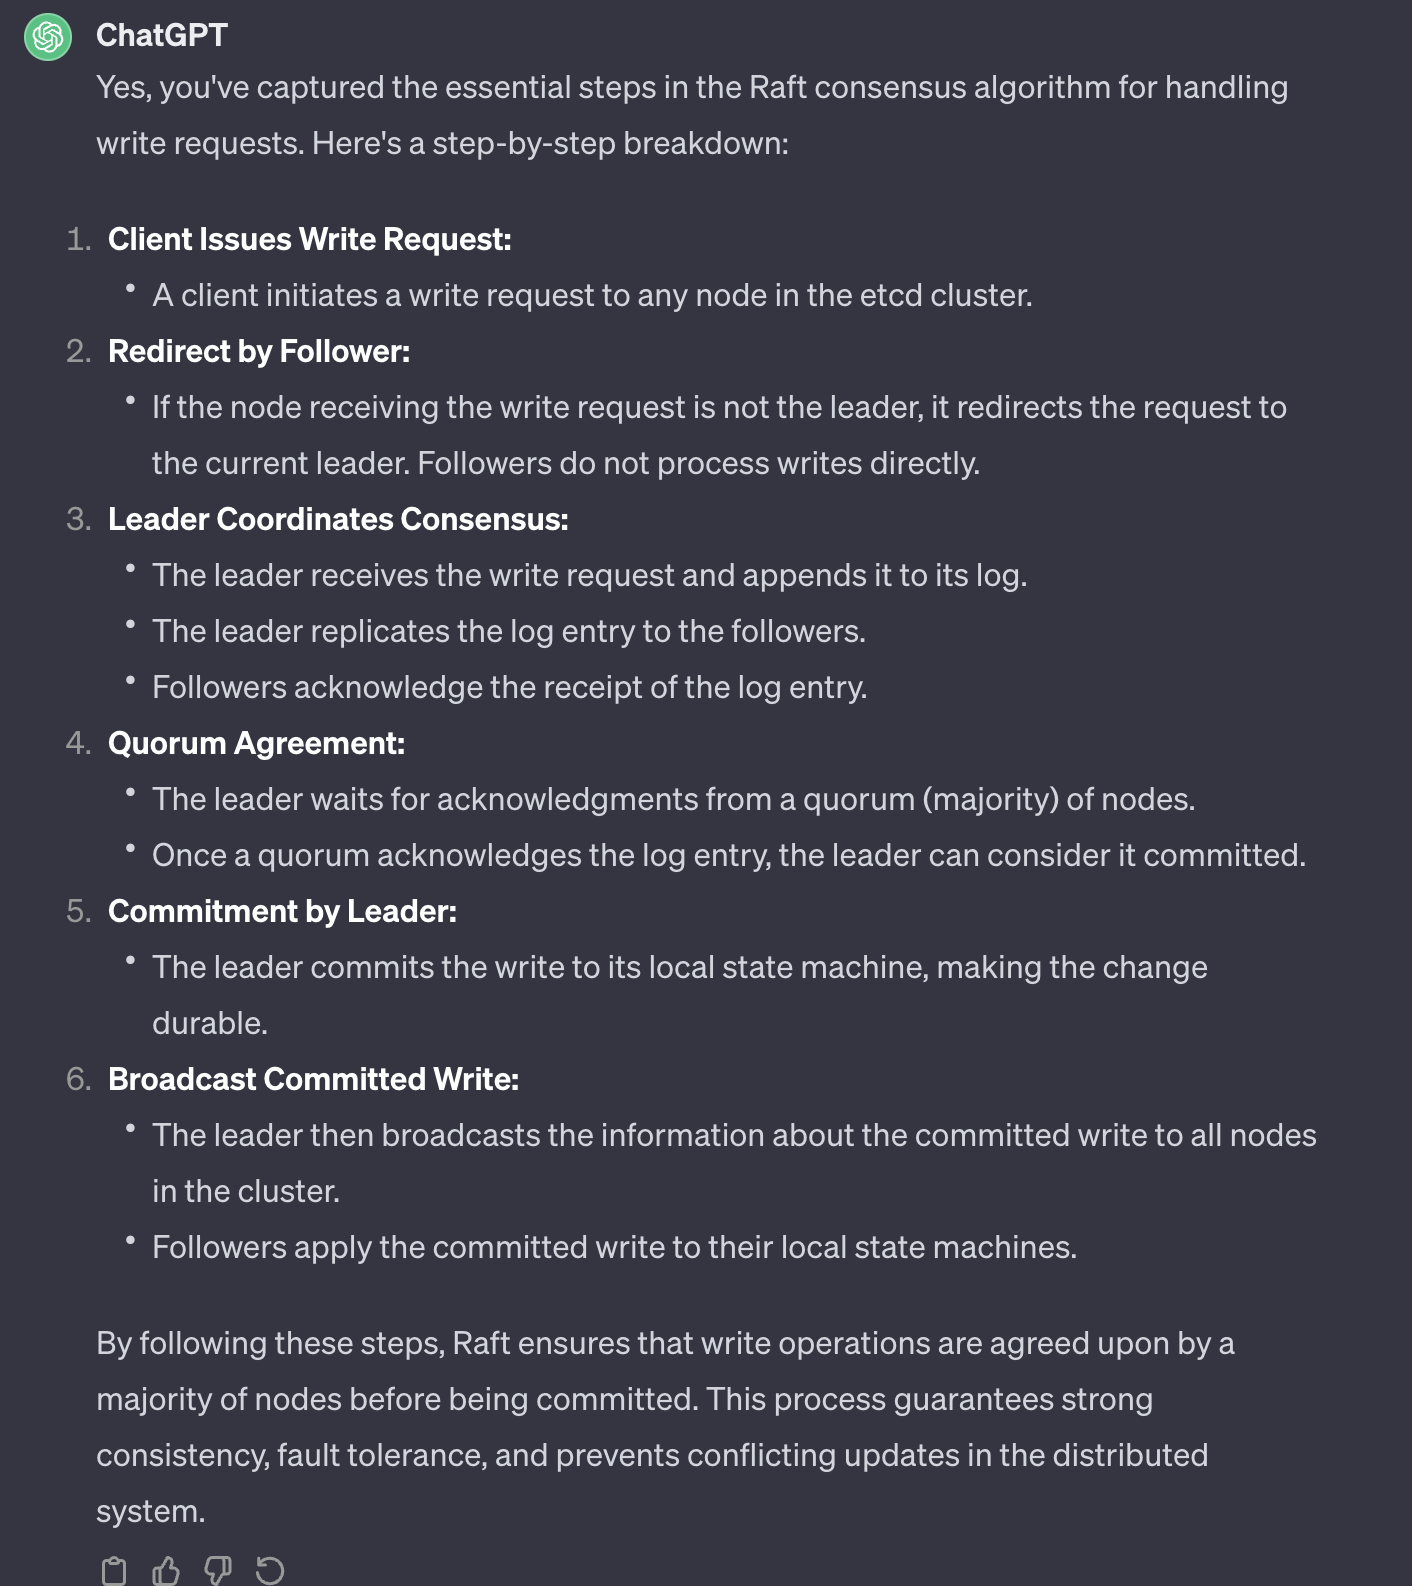 ChatGPT
Yes, you've captured the essential steps in the Raft consensus algorithm for handling
write requests. Here's a step-by-step breakdown:
1. Client Issues Write Request:
• A client initiates a write request to any node in the etcd cluster.
2. Redirect by Follower:
• If the node receiving the write request is not the leader, it redirects the request to
the current leader. Followers do not process writes directly.
3. Leader Coordinates Consensus:
• The leader receives the write request and appends it to its log.
• The leader replicates the log entry to the followers.
• Followers acknowledge the receipt of the log entry.
4. Quorum Agreement:
• The leader waits for acknowledgments from a quorum (majority) of nodes.
• Once a quorum acknowledges the log entry, the leader can consider it committed.
5. Commitment by Leader:
• The leader commits the write to its local state machine, making the change
durable.
6. Broadcast Committed Write:
• The leader then broadcasts the information about the committed write to all nodes
in the cluster.
• Followers apply the committed write to their local state machines.
By following these steps, Raft ensures that write operations are agreed upon by a
majority of nodes before being committed. This process guarantees strong
consistency, fault tolerance, and prevents conflicting updates in the distributed
system.